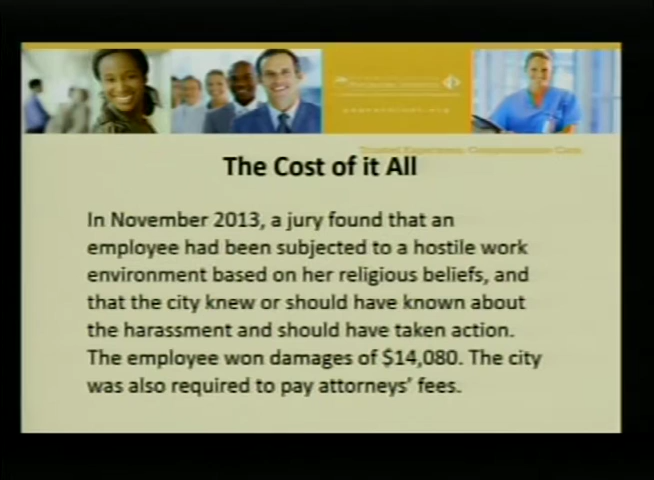 The Cost of it All
In November 2013, a jury found that an
employee had been subjected to a hostile work
environment based on her religious beliefs, and
that the city knew or should have known about
the harassment and should have taken action.
The employee won damages of $14,080. The city
was also required to pay attorneys’ fees.